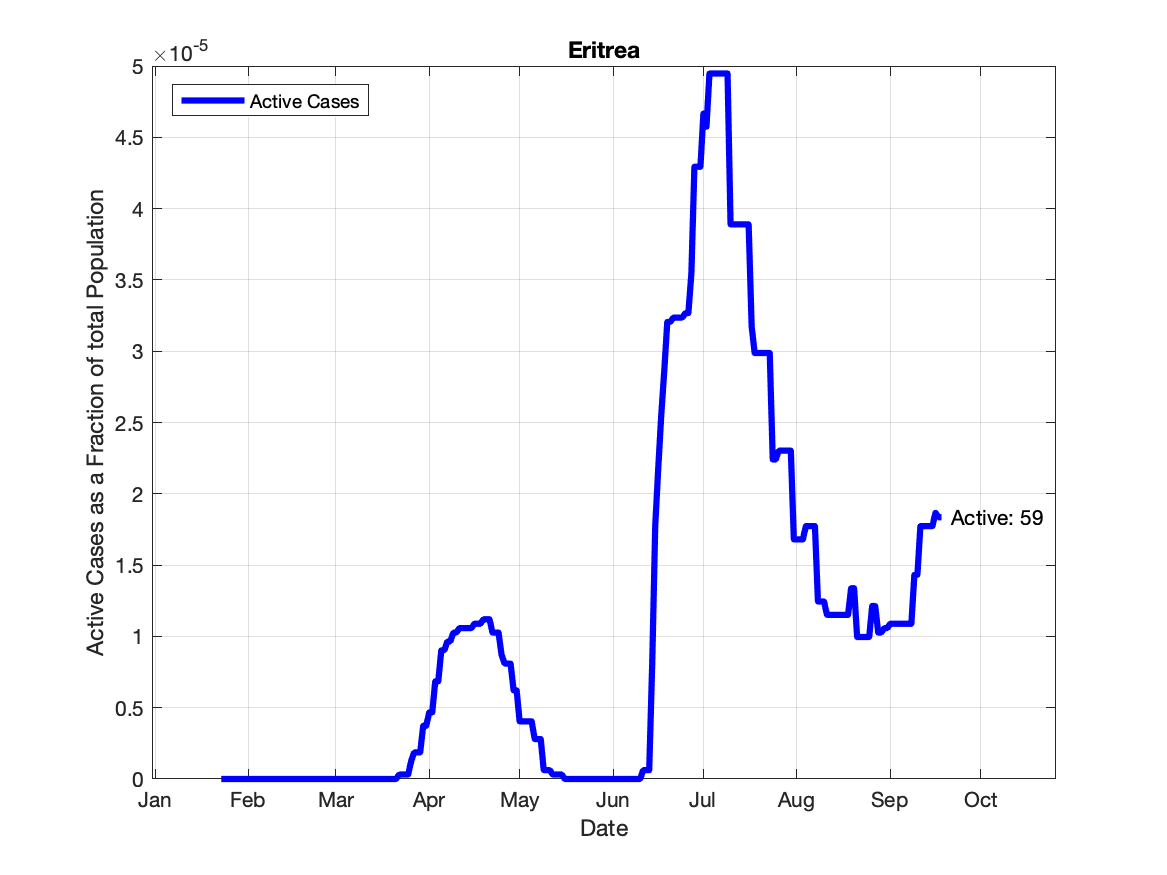 Eritrea
×10-5
Active Cases
5
4.5
4
3.5
3
2.5
2
1.5
1
0.5
0
Active Cases as a Fraction of total Population
Active: 59
Jan Feb Mar Apr May Jun Jul Aug Sep Oct
Date